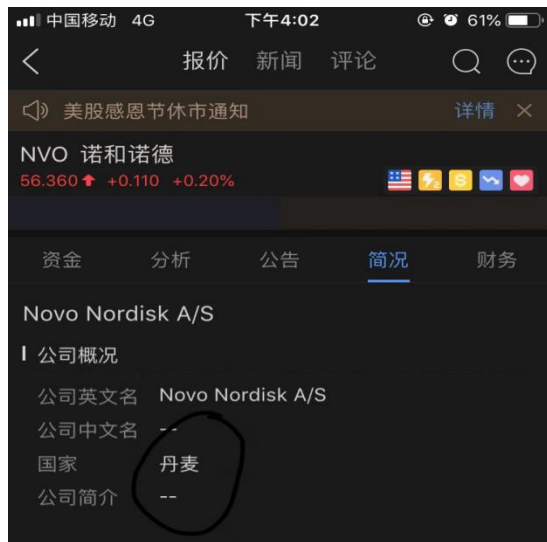 中国移动 4G 下午4:02 61%
报价 新闻 评论
美股感恩节休市通知 详情
NVO 诺和诺德
56.360 +0.110 +0.20%
资金 分析 公告 简况 财务
Novo Nordisk A/S
公司概况
公司英文名 Novo Nordisk A/S
公司中文名 --
国家 丹麦
公司简介 --